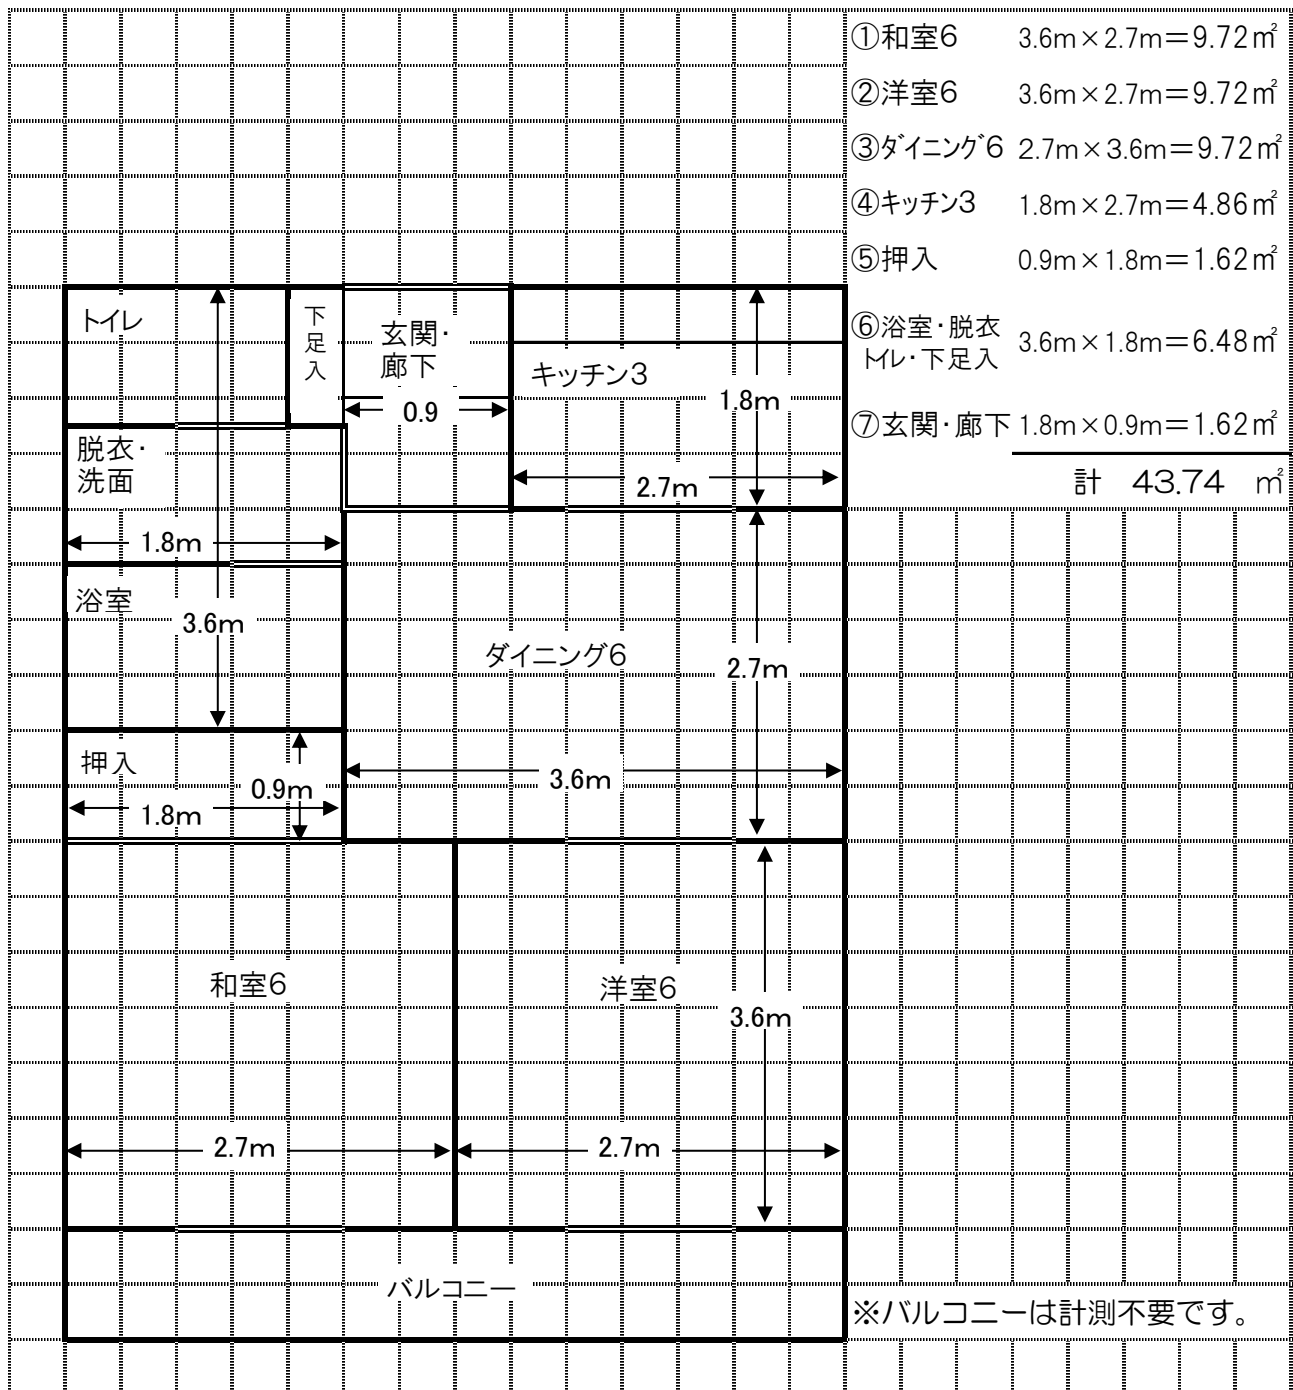 ①和室6 3.6m×2.7m=9.72㎡
②洋室6 3.6m×2.7m=9.72㎡
③ダイニング6 2.7m×3.6m=9.72㎡
④キッチン3 1.8m×2.7m=4.86㎡
⑤押入 0.9m×1.8m=1.62㎡
⑥浴室・脱衣
トイレ・下足入 3.6m×1.8m=6.48㎡
⑦玄関・廊下 1.8m×0.9m=1.62㎡
計 43.74 ㎡
トイレ
下足入
玄関・
廊下
キッチン3
0.9
1.8m
脱衣・
洗面
2.7m
1.8m
浴室
3.6m
ダイニング6
2.7m
押入
0.9m
3.6m
1.8m
和室6
洋室6
3.6m
2.7m
2.7m
バルコニー
※バルコニーは計測不要です。